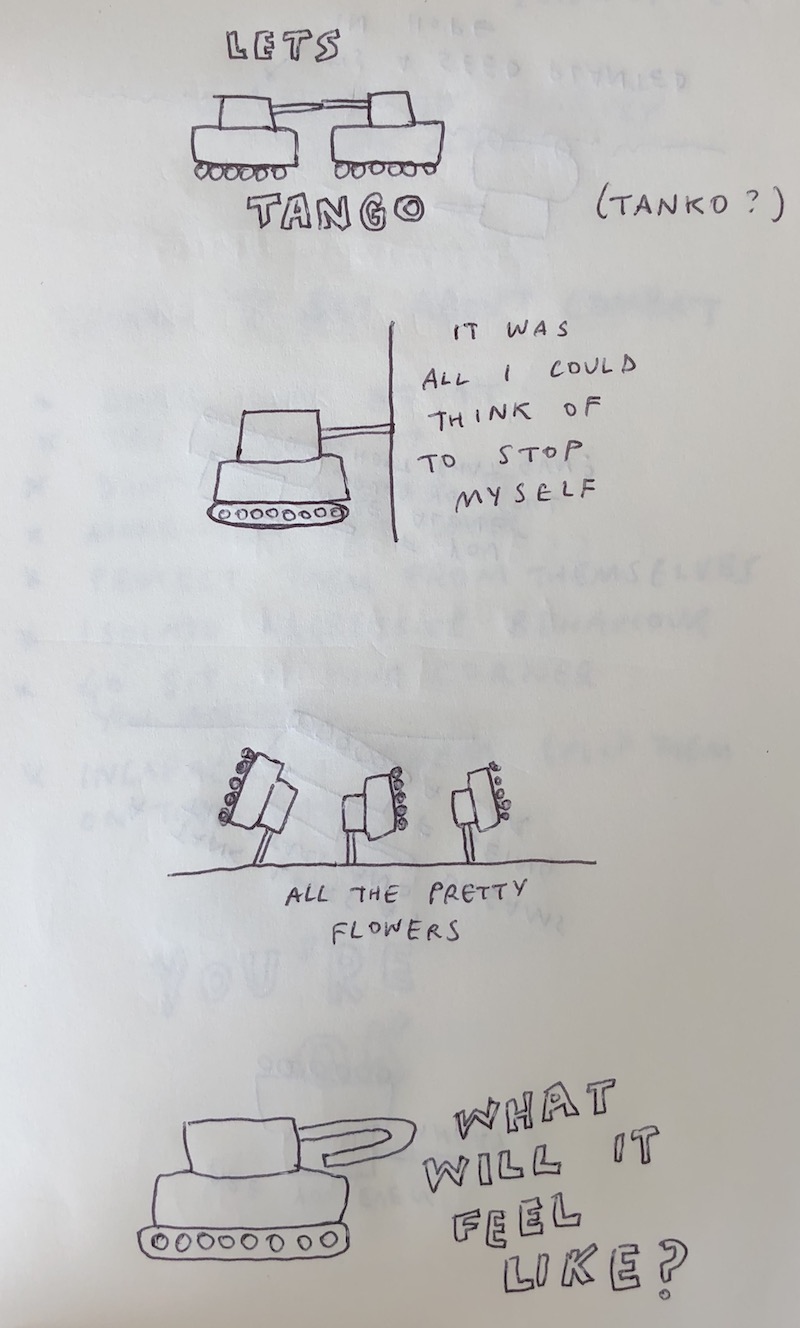 LETS
TANGO
(TANKO?)
IT WAS
ALL I COULD
THINK OF
TO STOP
MYSELF
ALL THE PRETTY
FLOWERS
WHAT
WILL IT
FEEL
LIKE?